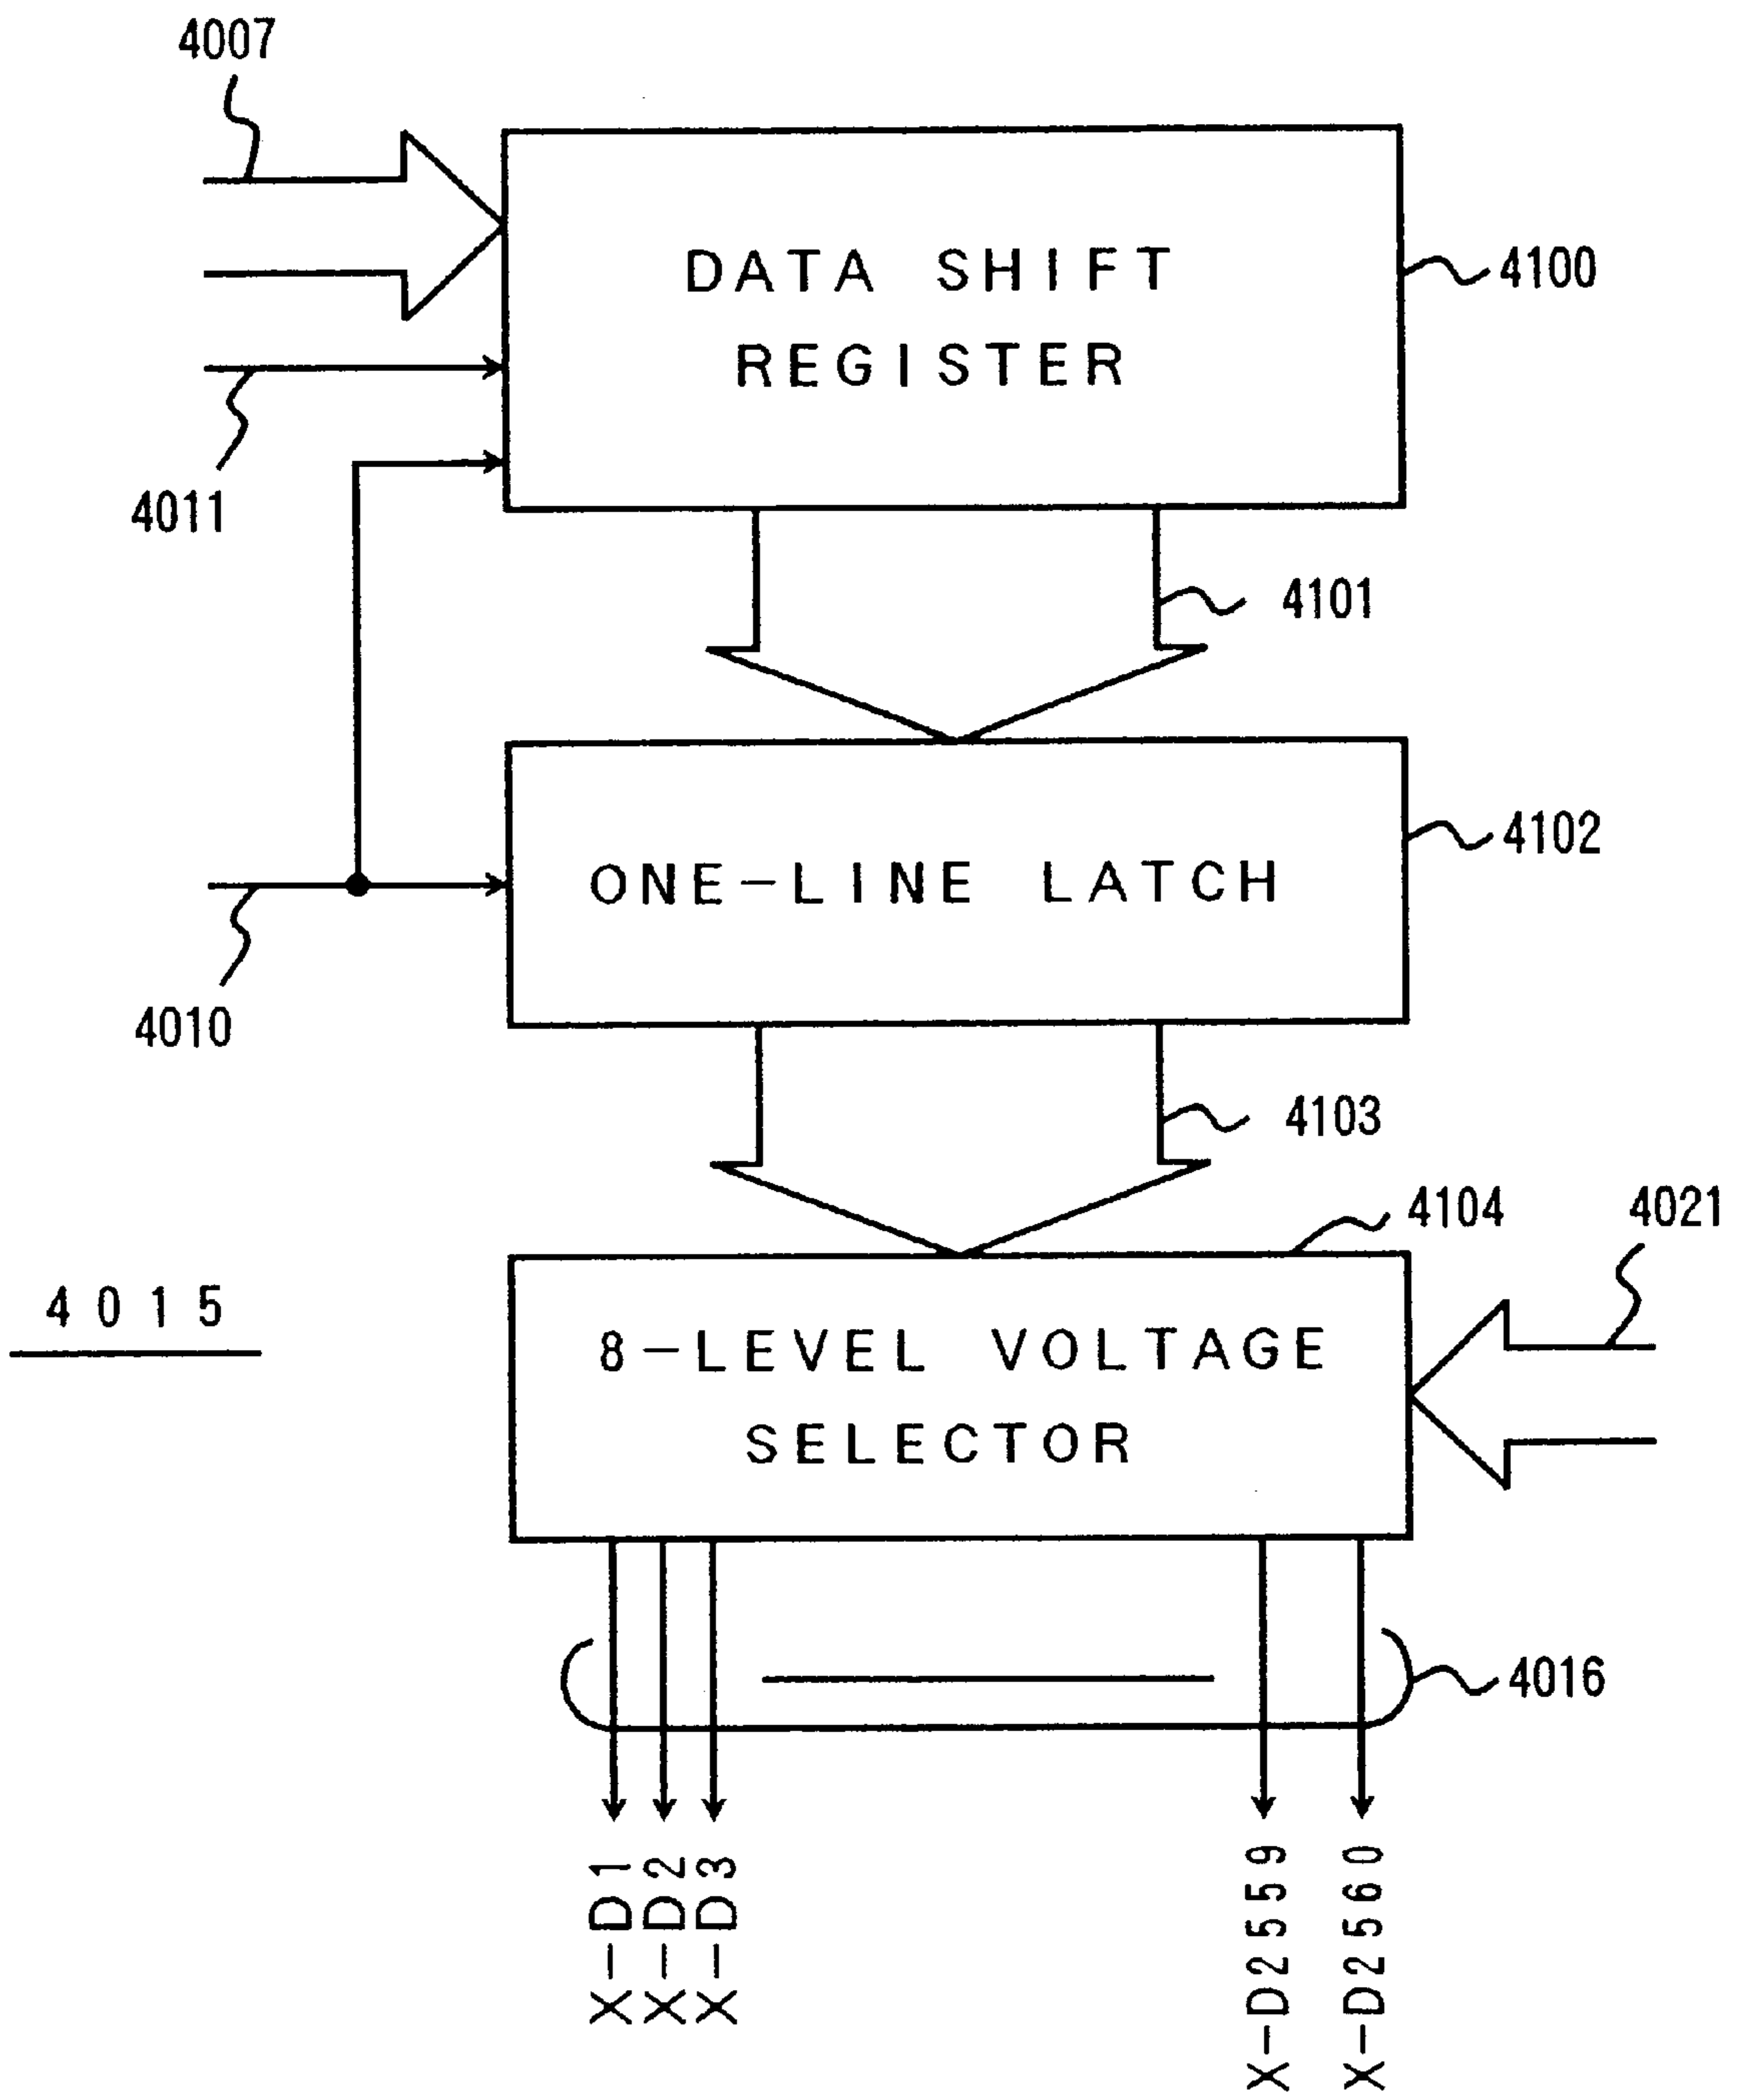 4007
DATA SHIFT
REGISTER
4100
4011
4101
ONE-LINE LATCH
4102
4010
4103
4104
4021
4015
8-LEVEL VOLTAGE
SELECTOR
4016
X-D1
X-D2
X-D3
X-D2559
X-D2560